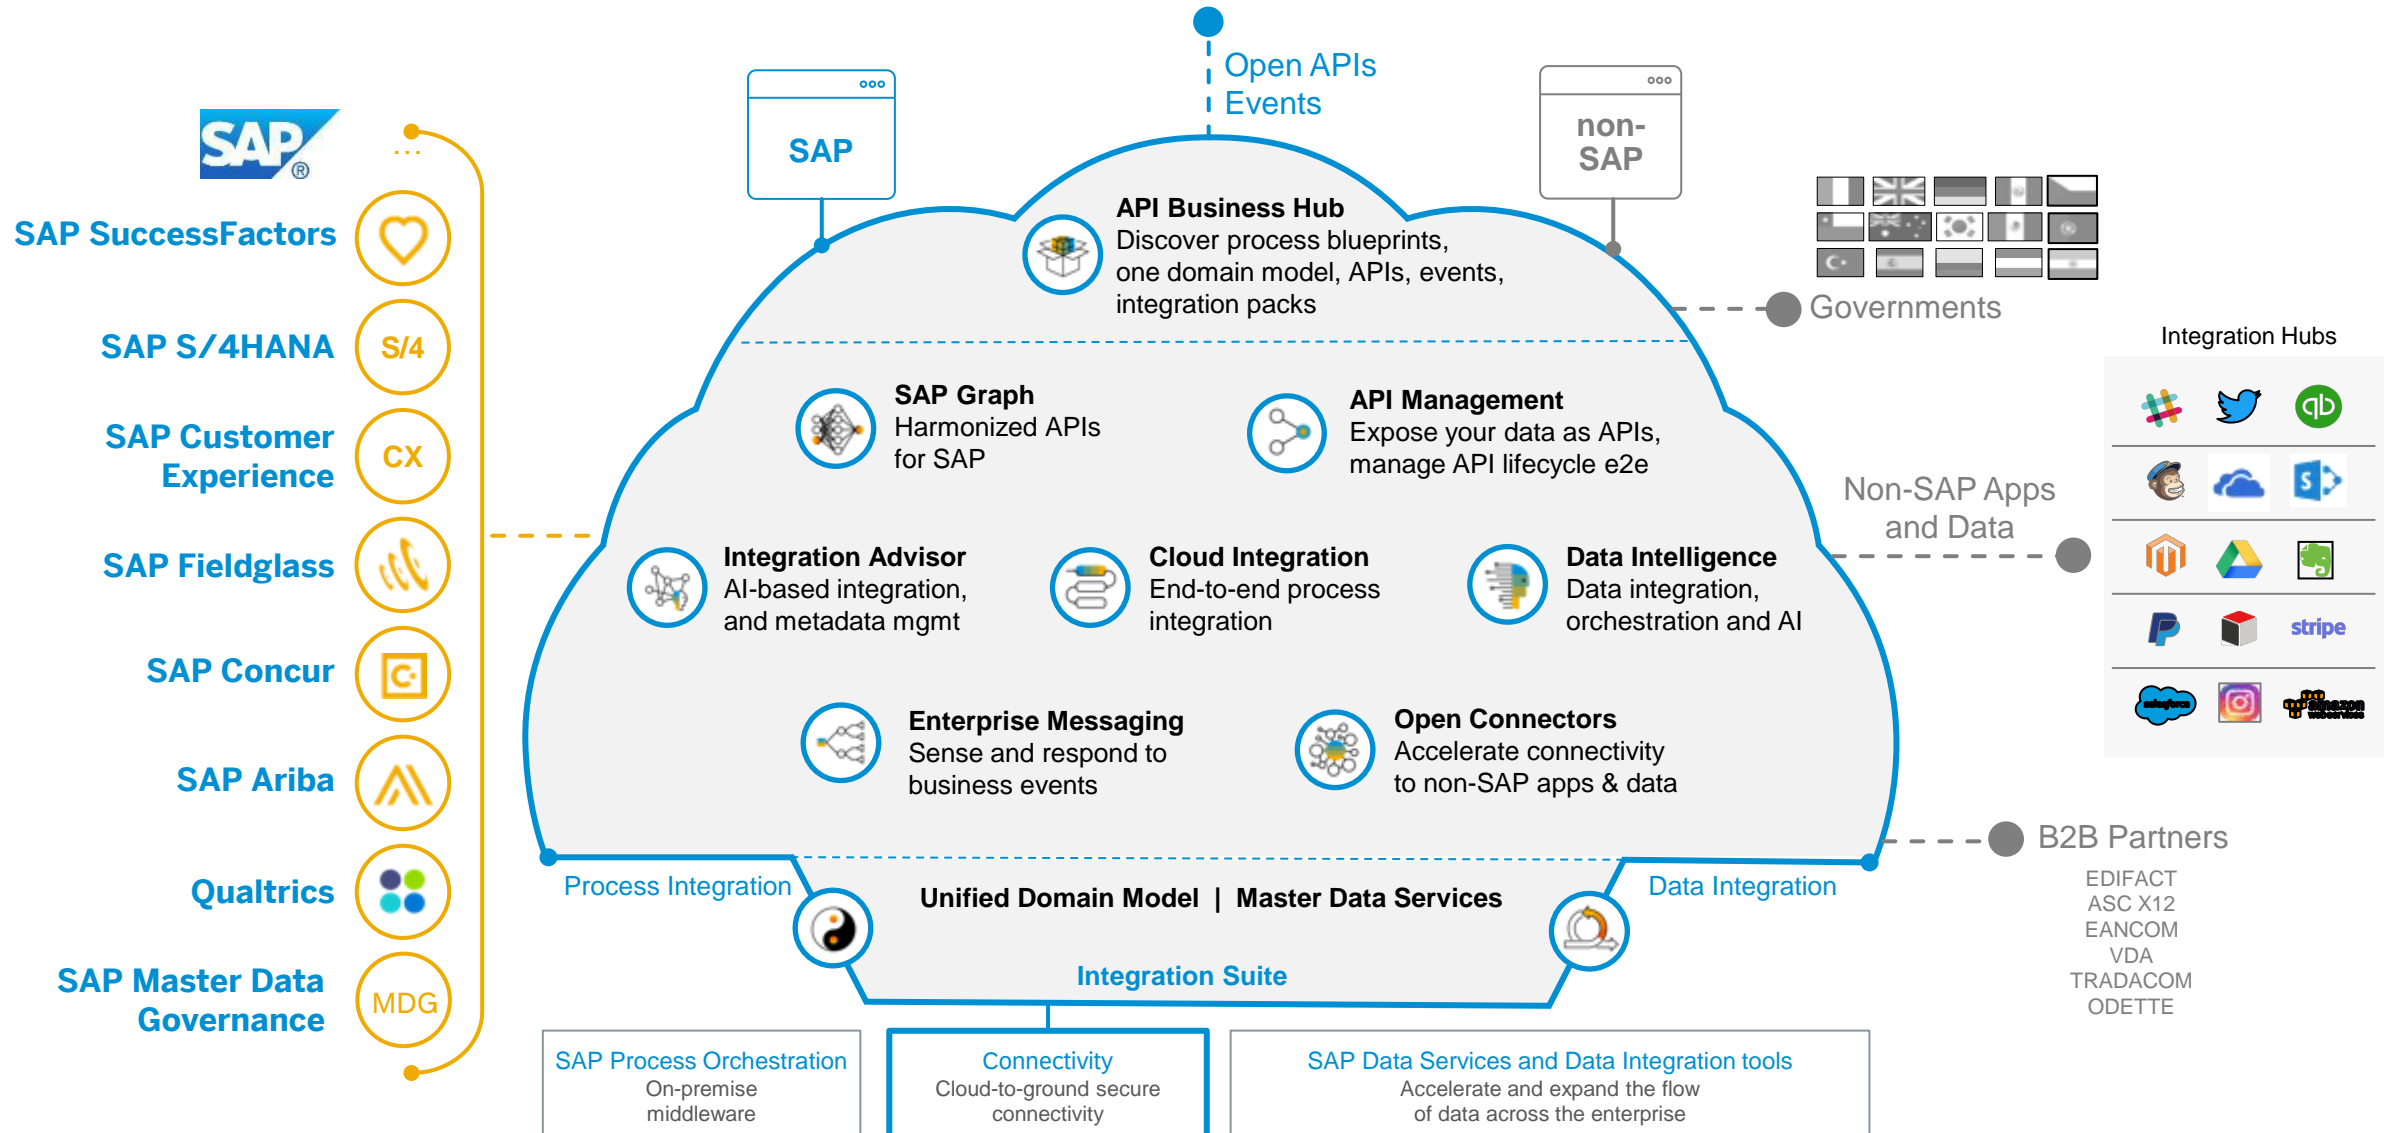 Open APIs
Events
SAP
non-
SAP
SAP
®
...
SAP SuccessFactors
SAP S/4HANA
S/4
SAP Customer
Experience
CX
SAP Fieldglass
SAP Concur
C
SAP Ariba
Qualtrics
SAP Master Data
Governance
MDG
API Business Hub
Discover process blueprints,
one domain model, APIs, events,
integration packs
SAP Graph
Harmonized APIs
for SAP
API Management
Expose your data as APIs,
manage API lifecycle e2e
Integration Advisor
AI-based integration,
and metadata mgmt
Cloud Integration
End-to-end process
integration
Data Intelligence
Data integration,
orchestration and AI
Enterprise Messaging
Sense and respond to
business events
Open Connectors
Accelerate connectivity
to non-SAP apps & data
Process Integration
Data Integration
Unified Domain Model | Master Data Services
Integration Suite
SAP Process Orchestration
On-premise
middleware
Connectivity
Cloud-to-ground secure
connectivity
SAP Data Services and Data Integration tools
Accelerate and expand the flow
of data across the enterprise
Governments
Non-SAP Apps
and Data
Integration Hubs
qb
S
stripe
salesforce
amazon
webservices
B2B Partners
EDIFACT
ASC X12
EANCOM
VDA
TRADACOM
ODETTE